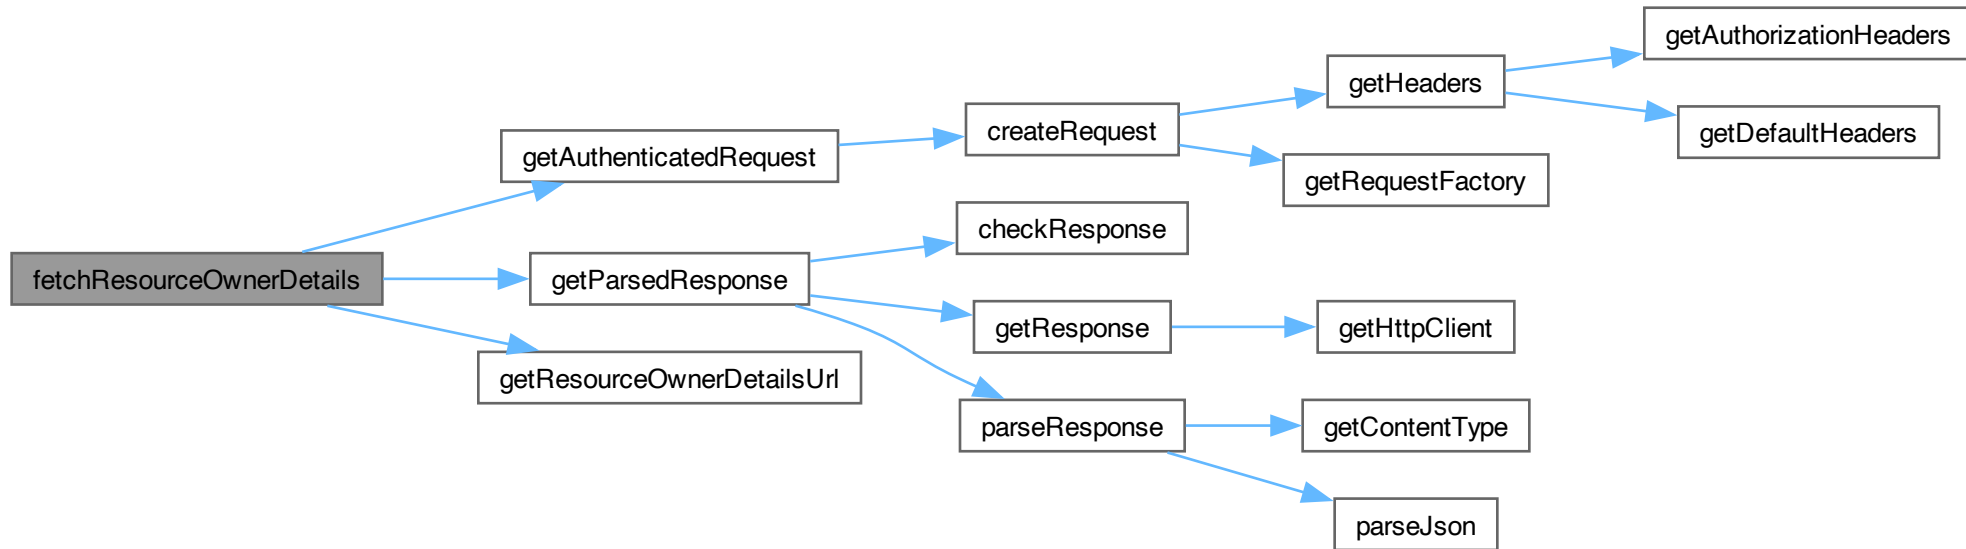 fetchResourceOwnerDetails
getAuthenticatedRequest
getParsedResponse
getResourceOwnerDetailsUrl
createRequest
checkResponse
getResponse
parseResponse
getHeaders
getRequestFactory
getHttpClient
getContentType
parseJson
getAuthorizationHeaders
getDefaultHeaders